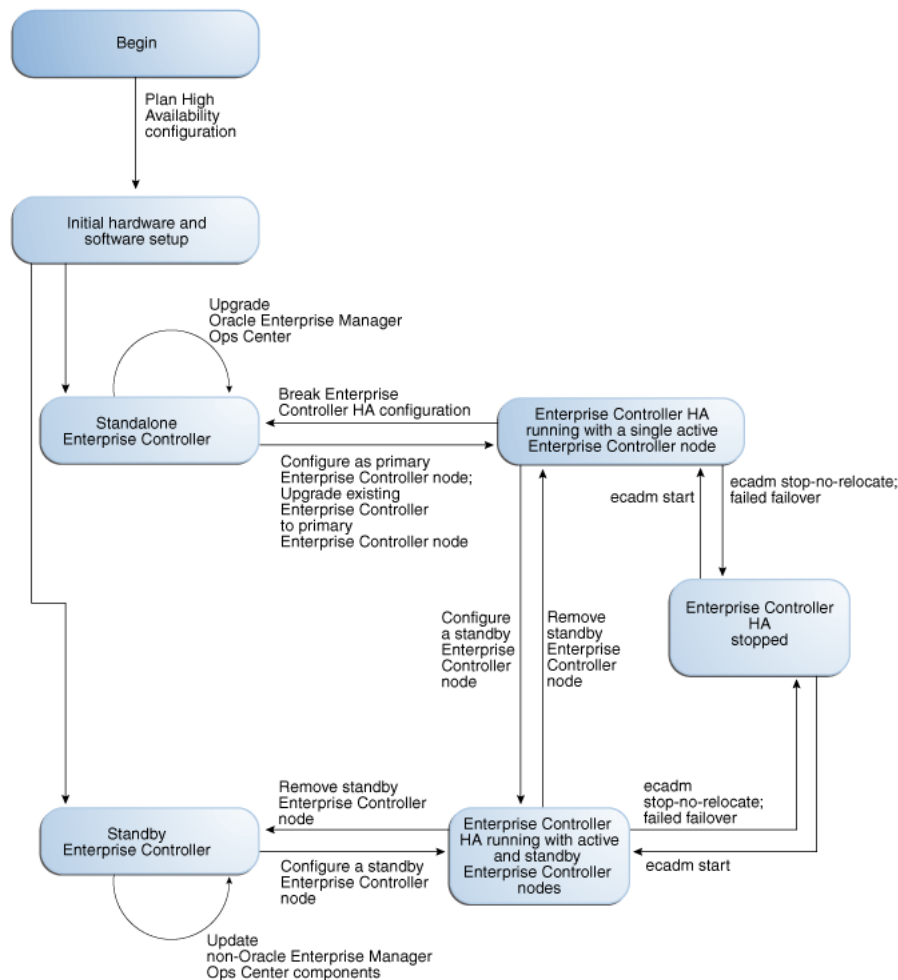 Begin
Plan High
Availability
configuration
Initial hardware and
software setup
Upgrade
Oracle Enterprise Manager
Ops Center
Break Enterprise
Controller HA configuration
Standalone
Enterprise Controller
Enterprise Controller HA
running with a single active
Enterprise Controller node
Configure as primary
Enterprise Controller node;
Upgrade existing
Enterprise Controller
to primary
Enterprise Controller node
ecadm start
ecadm stop-no-relocate;
failed failover
Enterprise Controller
HA
stopped
Configure
a standby
Enterprise
Controller
node
Remove
standby
Enterprise
Controller
node
Remove standby
Enterprise Controller
node
ecadm
stop-no-relocate;
failed failover
Standby
Enterprise Controller
Enterprise Controller
HA running with active
and standby
Enterprise Controller
nodes
Configure a standby
Enterprise Controller
node
ecadm start
Update
non-Oracle Enterprise Manager
Ops Center components